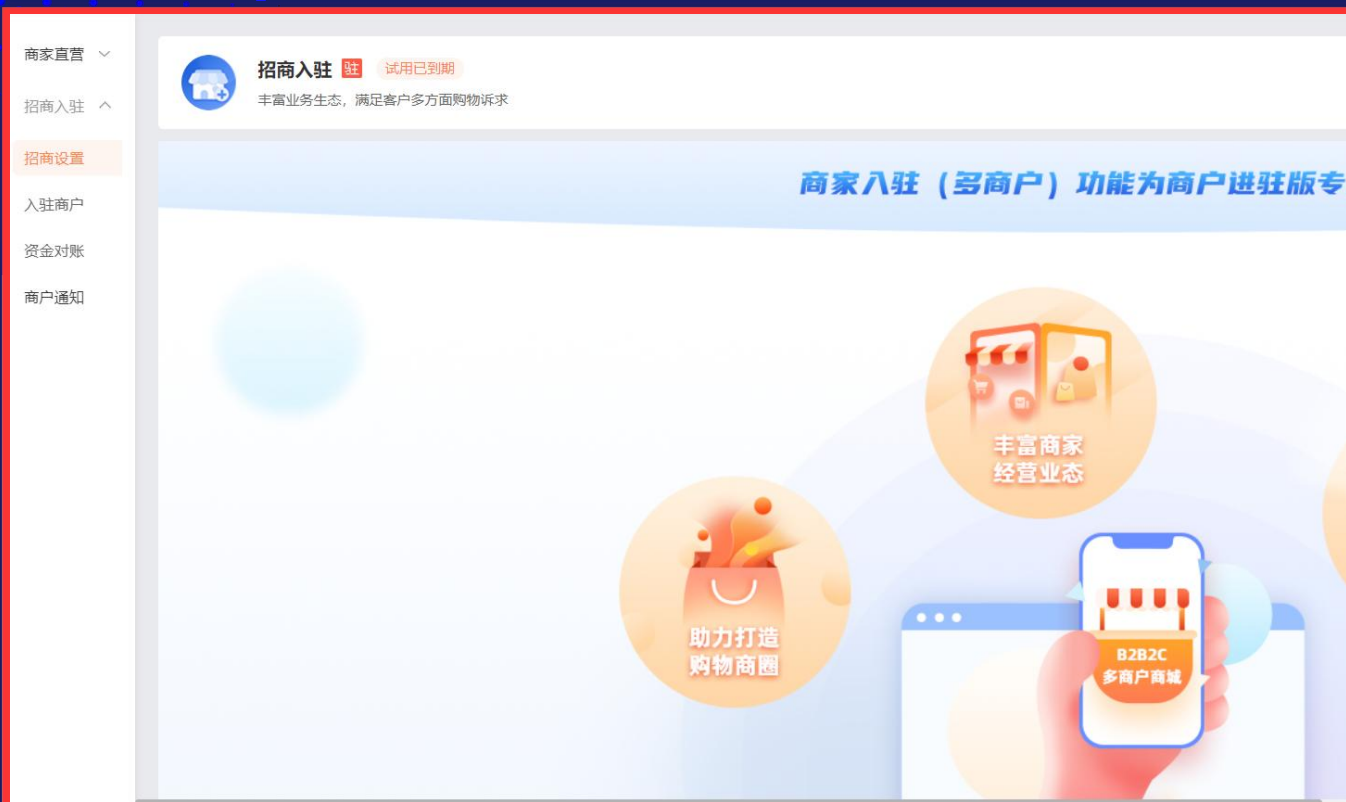 商家直营
招商入驻
招商设置
入驻商户
资金对账
商户通知
招商入驻 驻 试用已到期
丰富业务生态，满足客户多方面购物诉求
商家入驻（多商户）功能为商户进驻版专
丰富商家
经营业态
助力打造
购物商圈
B2B2C
多商户商城